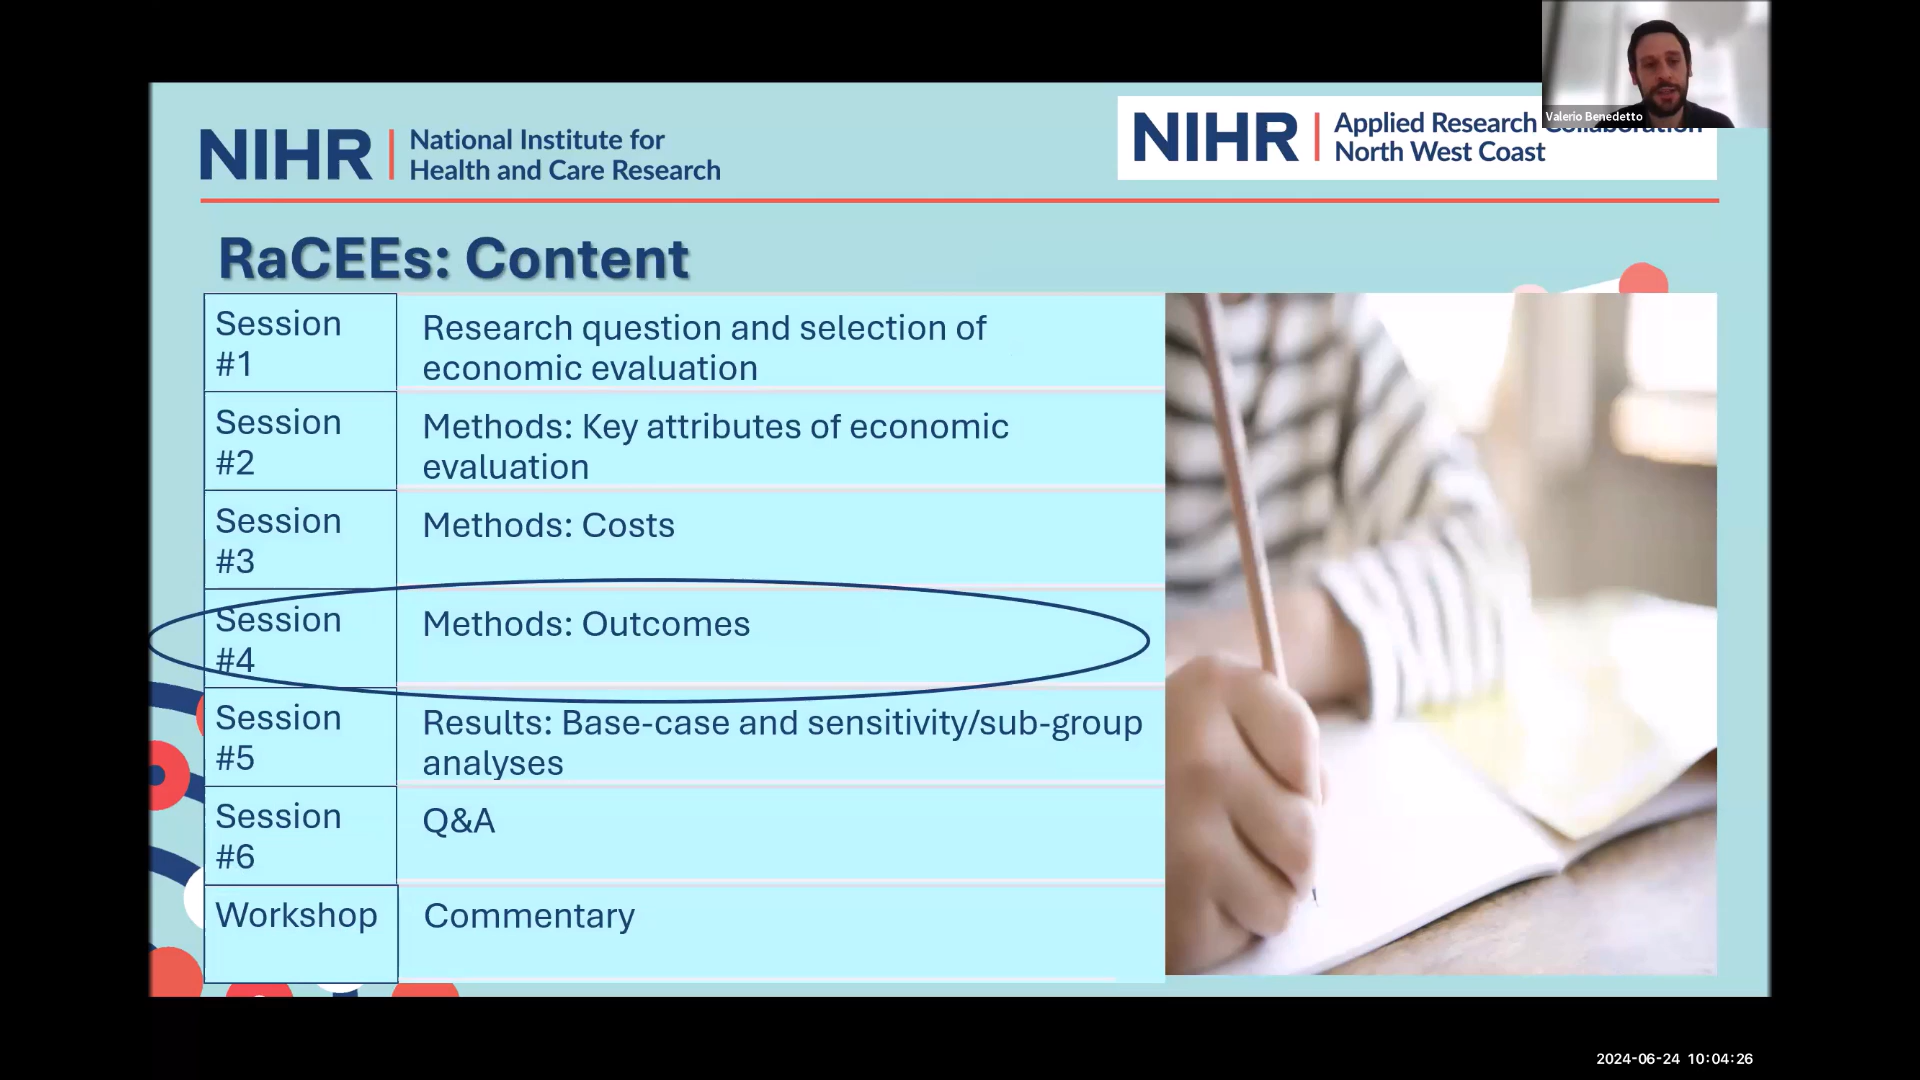 Valerio Benedetto
NIHR
National Institute for
Health and Care Research
NIHR
Applied Research Collaboration
North West Coast
RaCEEs: Content
Session
#1
Research question and selection of
economic evaluation
Session
#2
Methods: Key attributes of economic
evaluation
Session
#3
Methods: Costs
Session
#4
Methods: Outcomes
Session
#5
Results: Base-case and sensitivity/sub-group
analyses
Session
#6
Q&A
Workshop
Commentary
2024-06-24 10:04:26